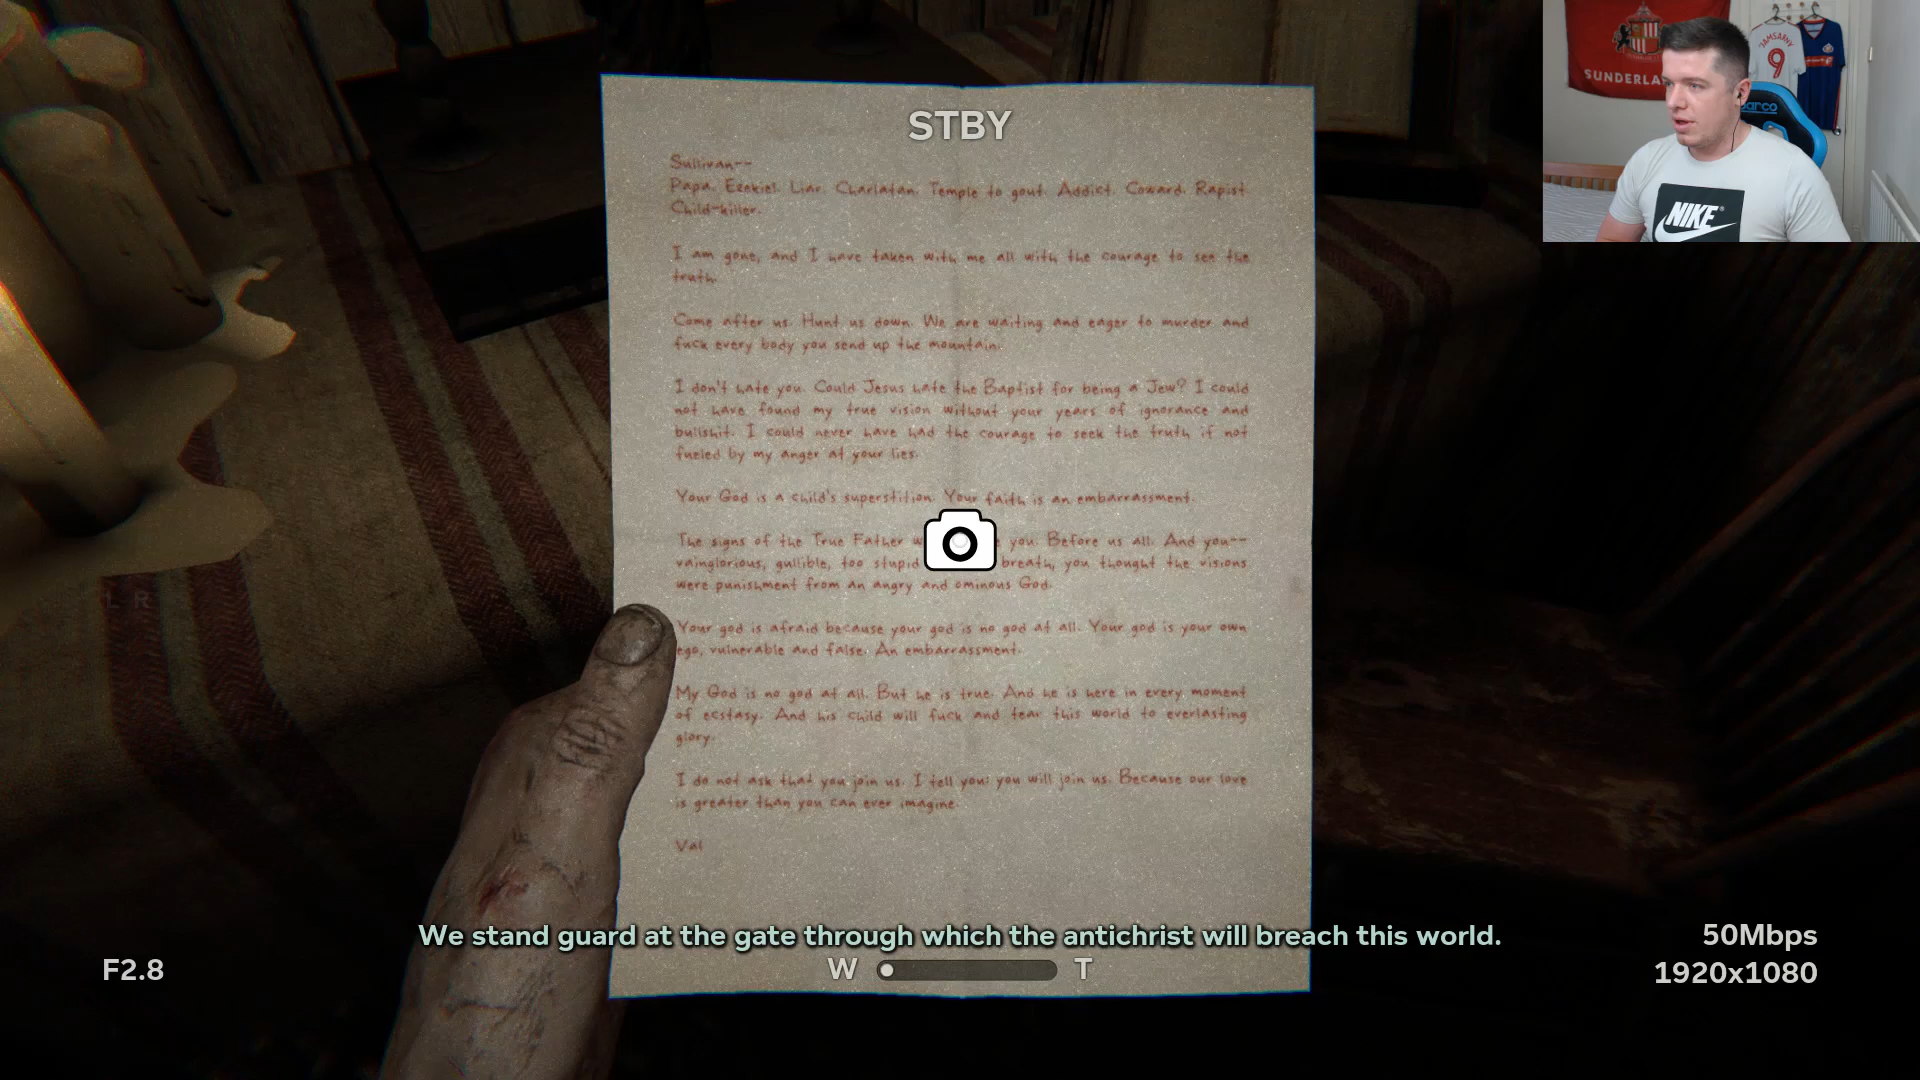 STBY
Sullivan--
Papa. Ezekiel. Liar. Charlatan. Temple to gout. Addict. Coward. Rapist.
Child-killer.
I am gone, and I have taken with me all with the courage to see the
truth.
Come after us. Hunt us down. We are waiting and eager to murder and
fuck every body you send up the mountain.
I don't hate you. Could Jesus hate the Baptist for being a Jew? I could
not have found my true vision without your years of ignorance and
bullshit. I could never have had the courage to seek the truth if not
fueled by my anger at your lies.
Your God is a child's superstition. Your faith is an embarrassment.
The signs of the True Father you. Before us all. And you--
vainglorious, gullible, too stupid breath, you thought the visions
were punishment from an angry and ominous God.
Your god is afraid because your god is no god at all. Your god is your own
ego, vulnerable and false. An embarrassment.
My God is no god at all. But he is true. And he is here in every moment
of ecstasy. And his child will fuck and tear this world to everlasting
glory.
I do not ask that you join us. I tell you: you will join us. Because our love
is greater than you can ever imagine.
Val
We stand guard at the gate through which the antichrist will breach this world.
F2.8
W T
50Mbps
1920x1080
L R
SUNDERLA
JAMSARNY
9
arco
NIKE